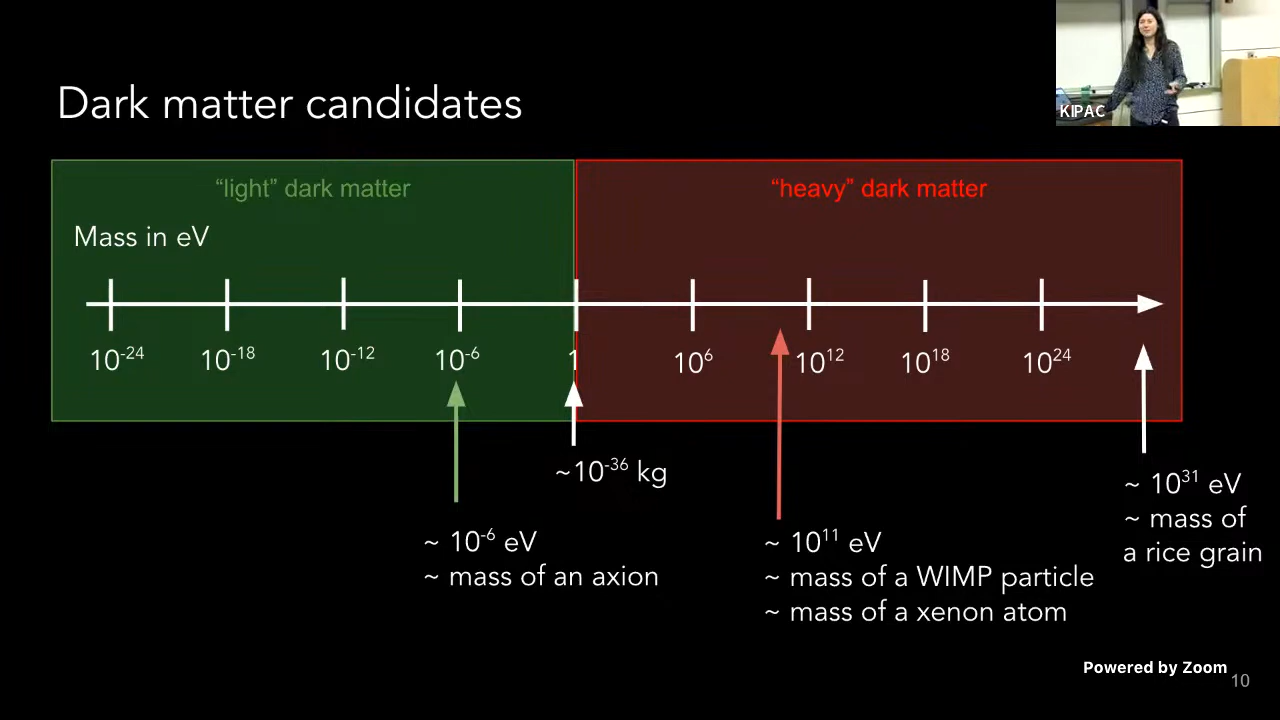 KIPAC
Dark matter candidates
“light” dark matter
“heavy” dark matter
Mass in eV
10⁻²⁴ 10⁻¹⁸ 10⁻¹² 10⁻⁶ 1 10⁶ 10¹² 10¹⁸ 10²⁴
~10⁻³⁶ kg
~ 10⁻⁶ eV
~ mass of an axion
~ 10¹¹ eV
~ mass of a WIMP particle
~ mass of a xenon atom
~ 10³¹ eV
~ mass of
a rice grain
Powered by Zoom
10